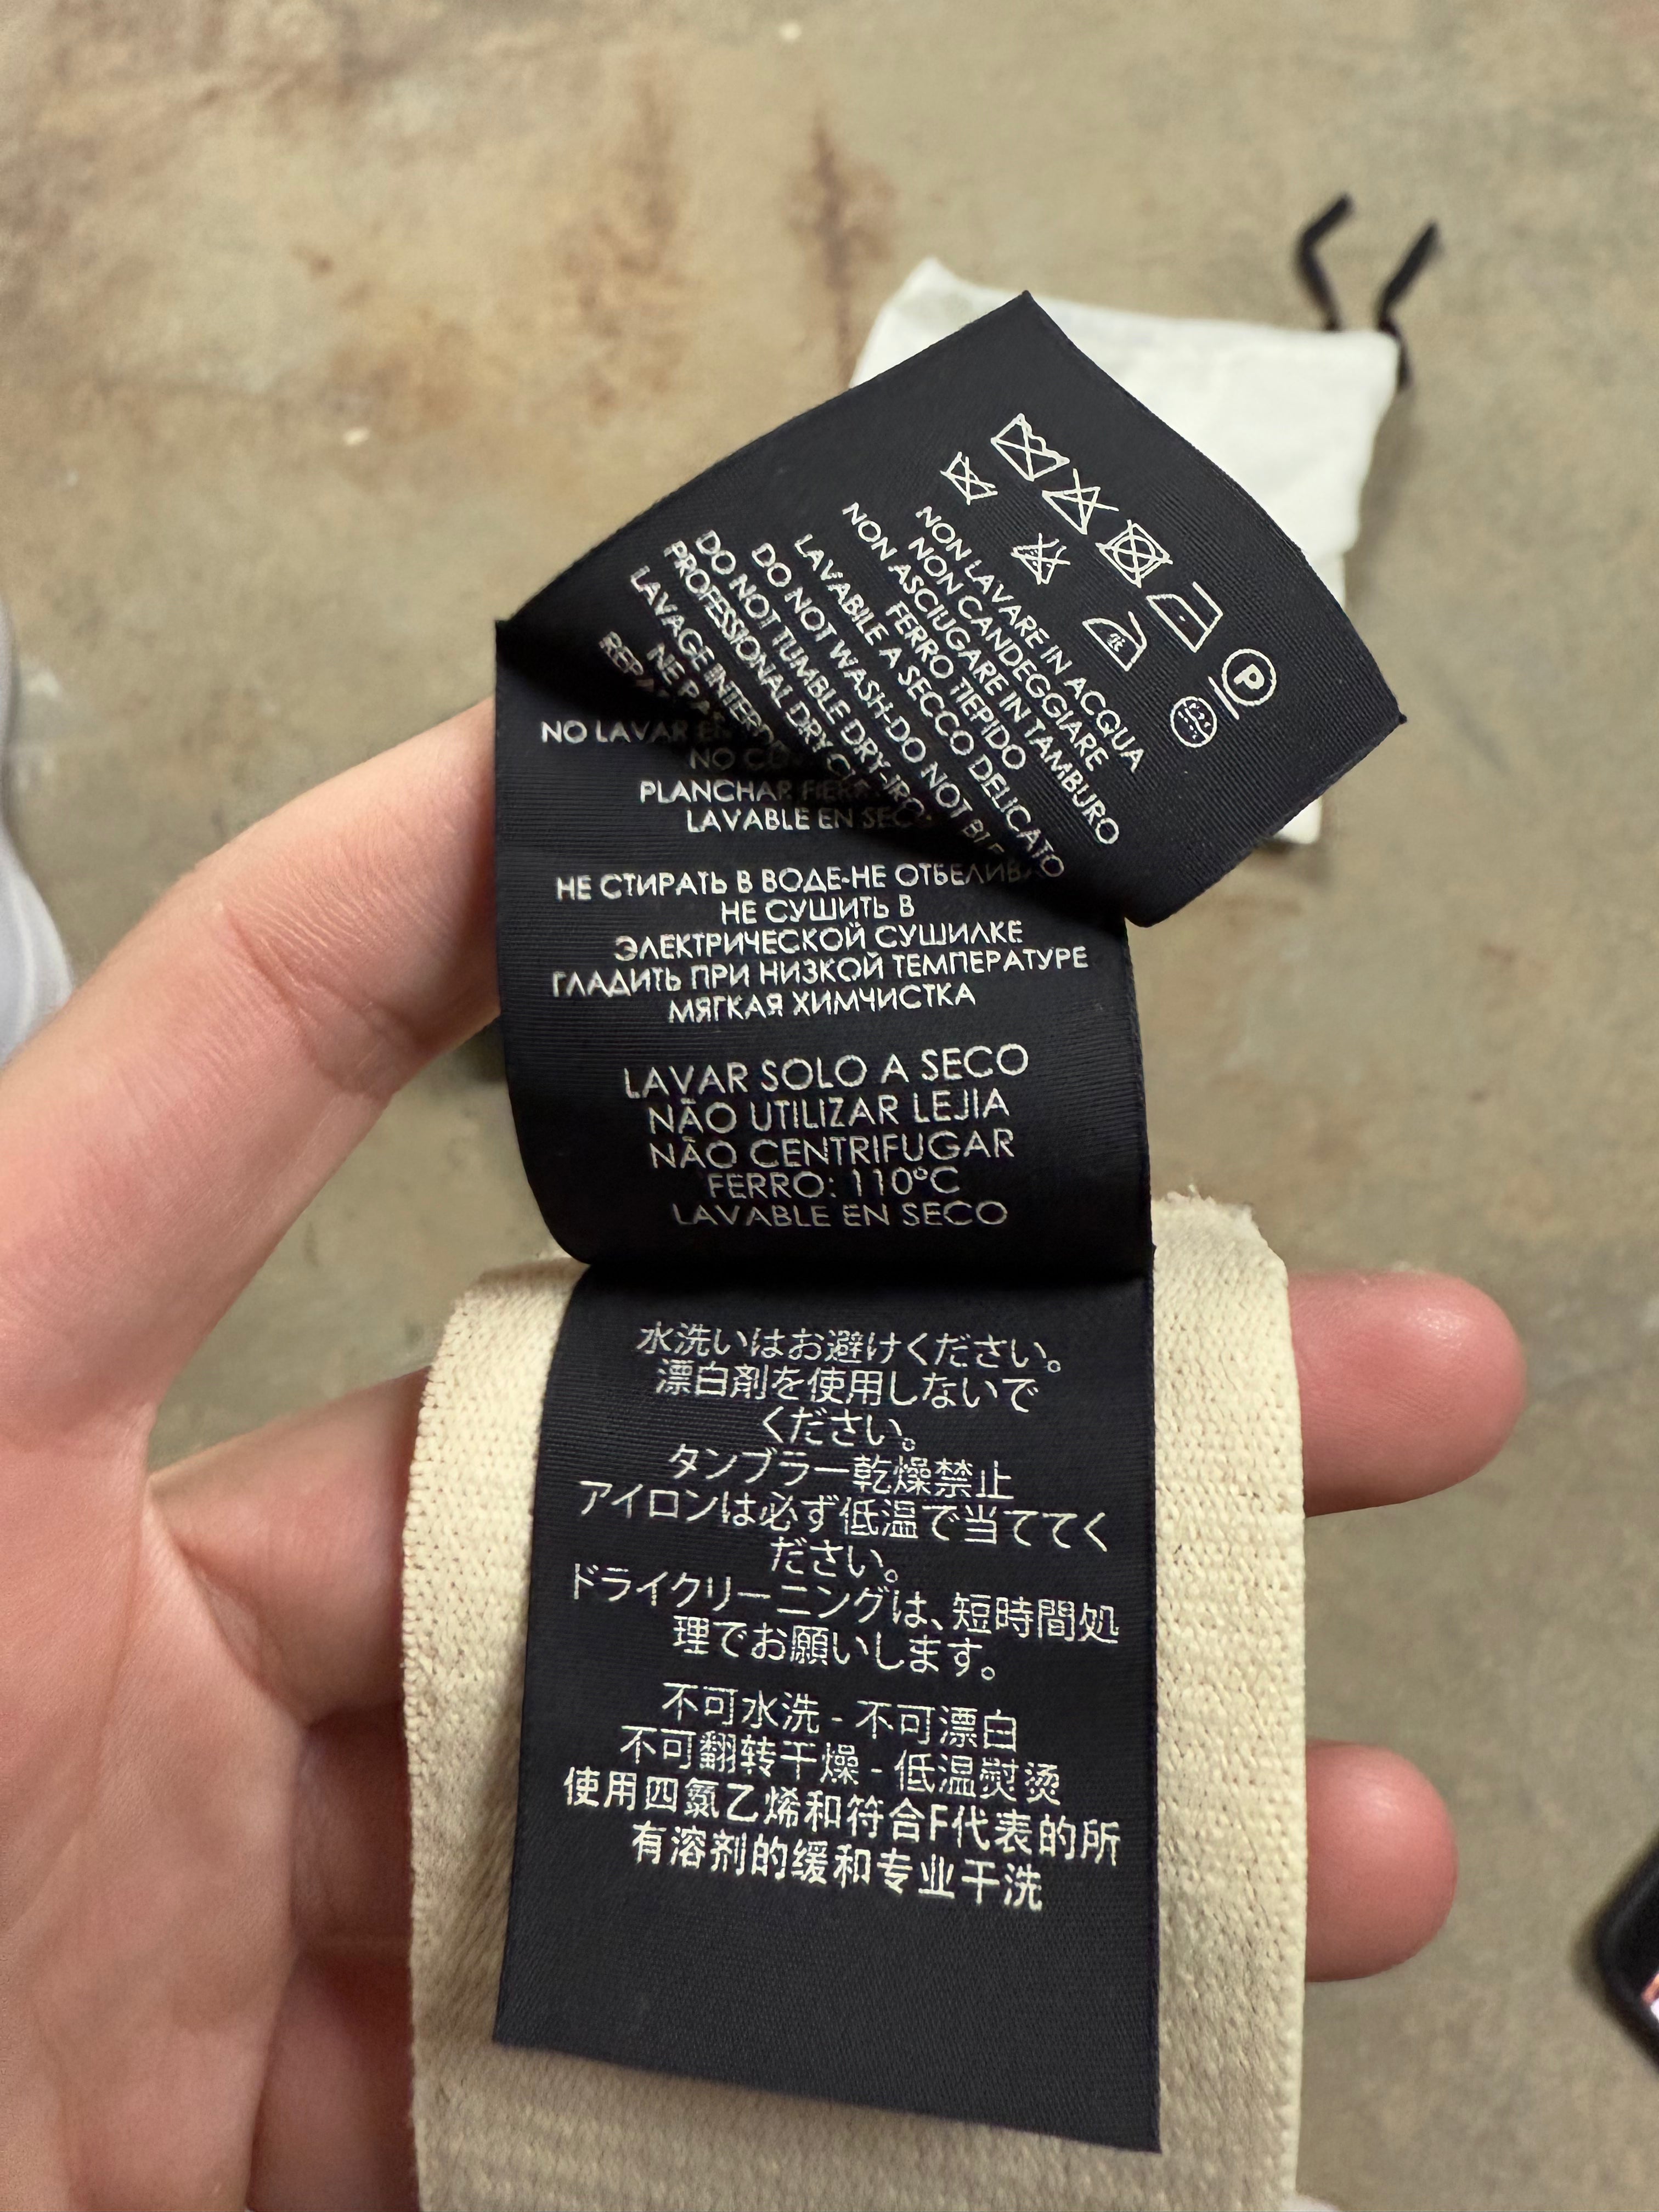 NON LAVARE IN ACQUA
NON CANDEGGIARE
NON ASCIUGARE IN TAMBURO
FERRO TIEPIDO
LAVABILE A SECCO DELICATO
DO NOT WASH-DO NOT
DO NOT TUMBLE DRY-IRO
PROFESSIONAL DRY
LAVAGE INTER
NE PA
REPA
NO LAVAR EN
NO
PLANCHAR
LAVABLE EN SECO
НЕ СТИРАТЬ В ВОДЕ-НЕ ОТБЕЛИВ
НЕ СУШИТЬ В
ЭЛЕКТРИЧЕСКОЙ СУШИЛКЕ
ГЛАДИТЬ ПРИ НИЗКОЙ ТЕМПЕРАТУРЕ
МЯГКАЯ ХИМЧИСТКА
LAVAR SOLO A SECO
NÃO UTILIZAR LEJIA
NÃO CENTRIFUGAR
FERRO: 110°C
LAVABLE EN SECO
水洗いはお避けください。
漂白剤を使用しないで
ください。
タンブラー乾燥禁止
アイロンは必ず低温で当ててく
ださい。
ドライクリーニングは、短時間処
理でお願いします。
不可水洗 - 不可漂白
不可翻转干燥 - 低温熨烫
使用四氯乙烯和符合F代表的所
有溶剂的缓和专业干洗